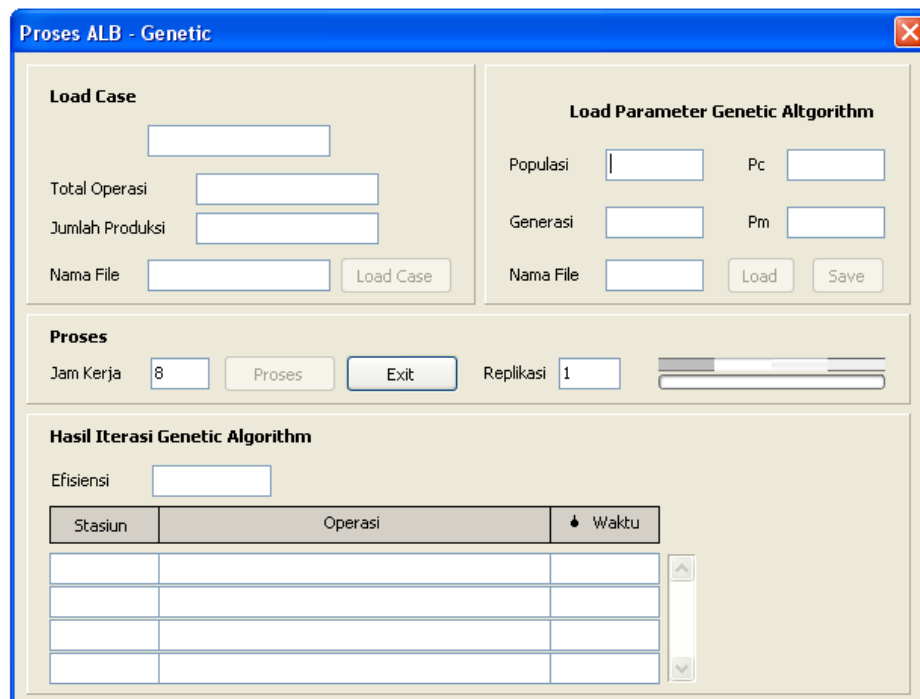 Proses ALB - Genetic
Load Case
Total Operasi
Jumlah Produksi
Nama File
Load Case
Load Parameter Genetic Altgorithm
Populasi
Pc
Generasi
Pm
Nama File
Load
Save
Proses
Jam Kerja
8
Proses
Exit
Replikasi
1
Hasil Iterasi Genetic Algorithm
Efisiensi
Stasiun
Operasi
Waktu